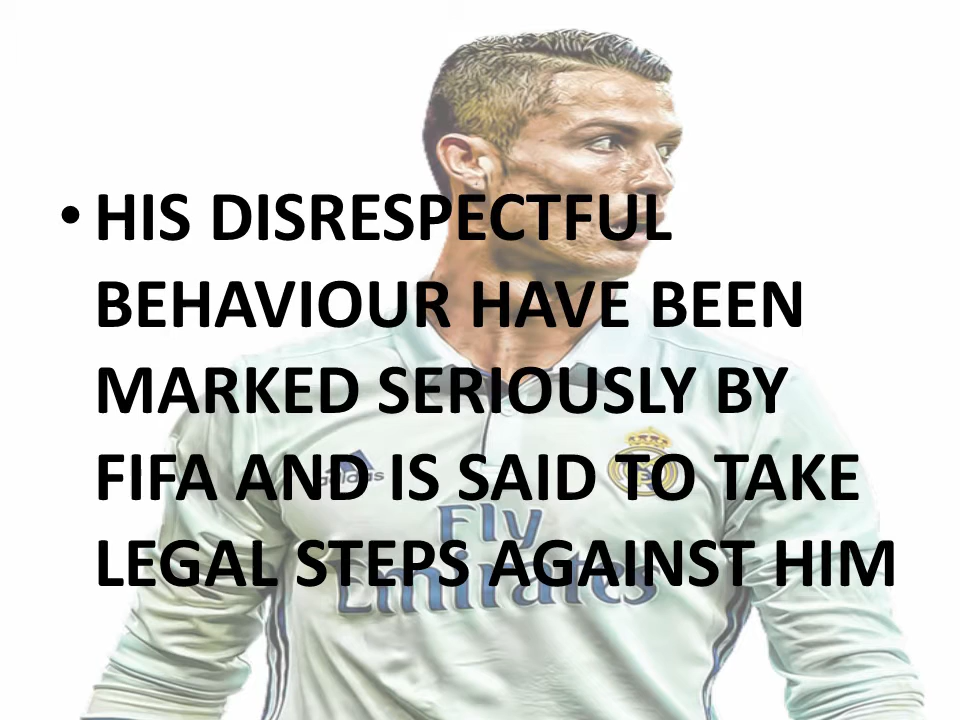 • HIS DISRESPECTFUL
BEHAVIOUR HAVE BEEN
MARKED SERIOUSLY BY
FIFA AND IS SAID TO TAKE
LEGAL STEPS AGAINST HIM
adidas
Fly
Emirates